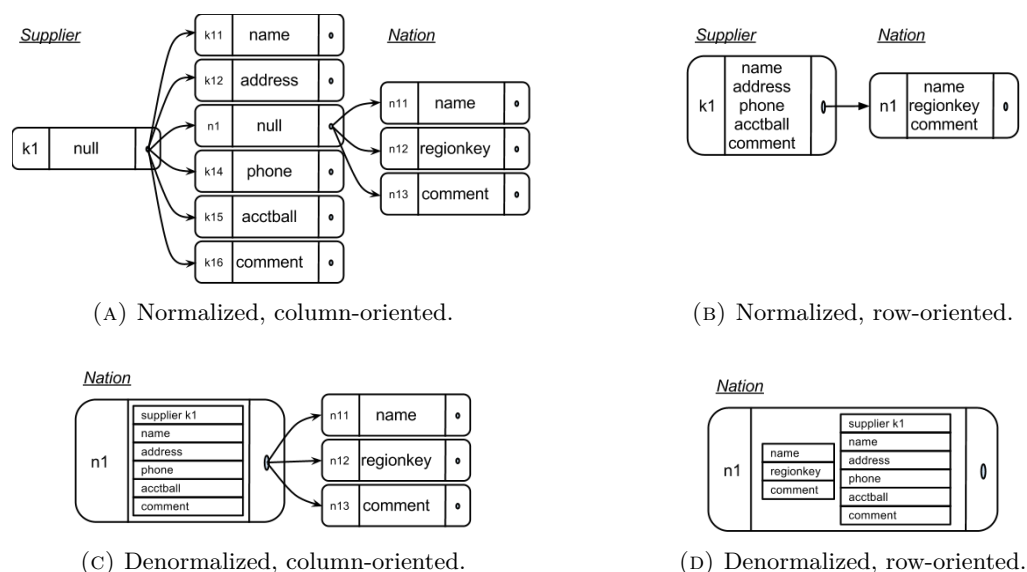 Supplier
k1 null
k11 name
k12 address
n1 null
k14 phone
k15 acctball
k16 comment
Nation
n11 name
n12 regionkey
n13 comment
(A) Normalized, column-oriented.
Supplier
k1
name
address
phone
acctball
comment
Nation
n1
name
regionkey
comment
(B) Normalized, row-oriented.
Nation
n1
supplier k1
name
address
phone
acctball
comment
n11 name
n12 regionkey
n13 comment
(C) Denormalized, column-oriented.
Nation
n1
name
regionkey
comment
supplier k1
name
address
phone
acctball
comment
(D) Denormalized, row-oriented.